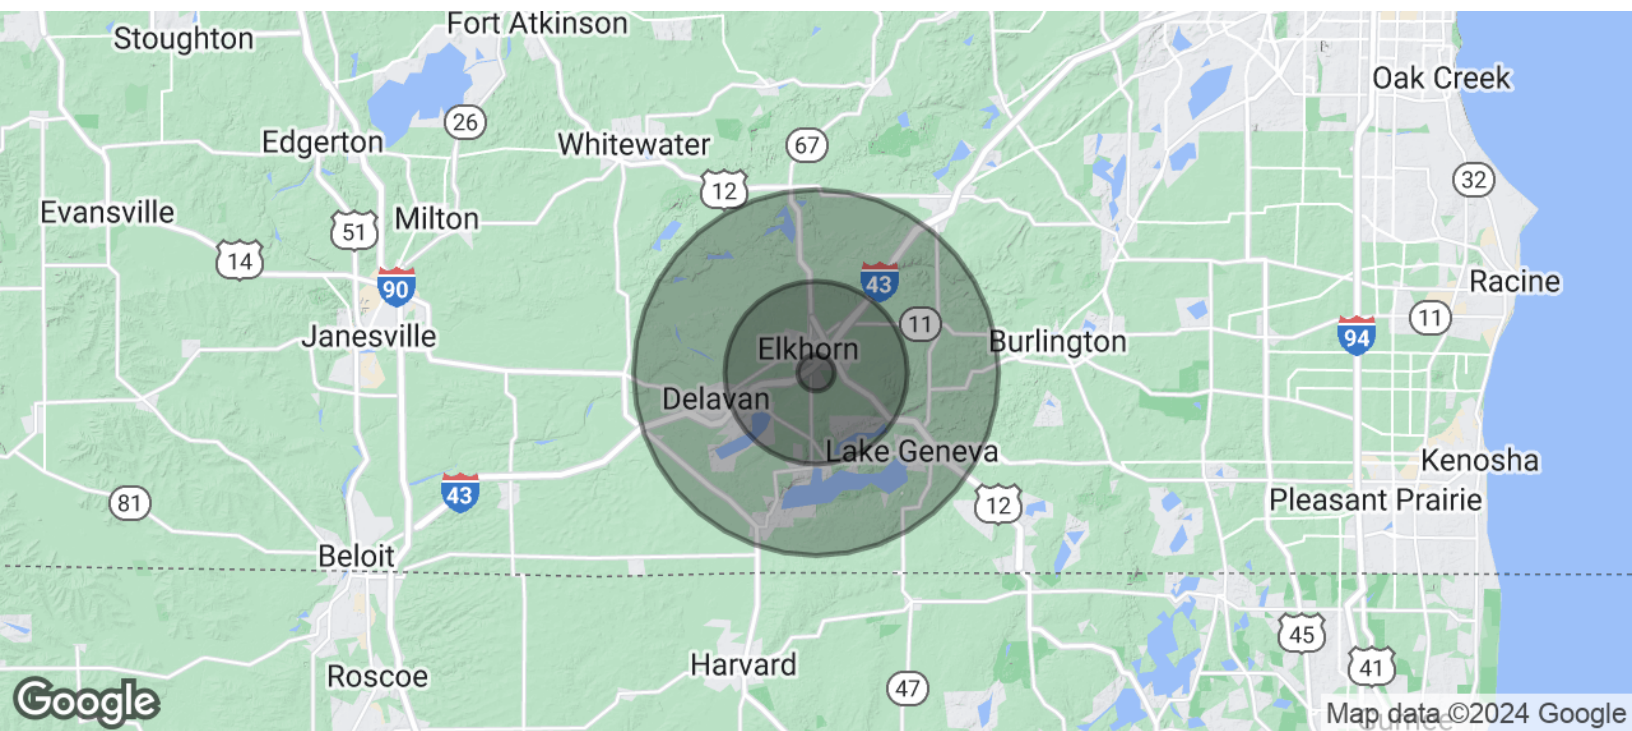 Fort Atkinson
Stoughton
Oak Creek
26
Edgerton
Whitewater
67
32
12
Evansville
Milton
51
14
90
43
Racine
11
11
Janesville
94
Elkhorn
Burlington
Delavan
Lake Geneva
Kenosha
43
81
12
Pleasant Prairie
Beloit
45
Harvard
41
Roscoe
47
Google
Map data ©2024 Google